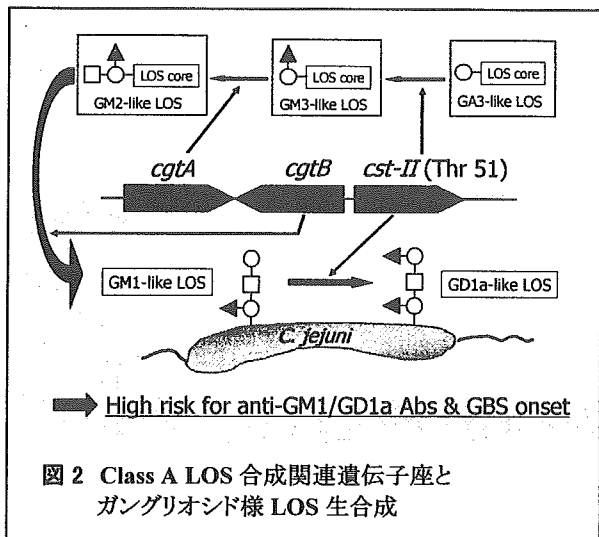 LOS core
GM2-like LOS
LOS core
GM3-like LOS
LOS core
GA3-like LOS
cgtA
cgtB
cst-II (Thr 51)
GM1-like LOS
GD1a-like LOS
C. jejuni
High risk for anti-GM1/GD1a Abs & GBS onset
図 2 Class A LOS 合成関連遺伝子座と
ガングリオシド様 LOS 生合成